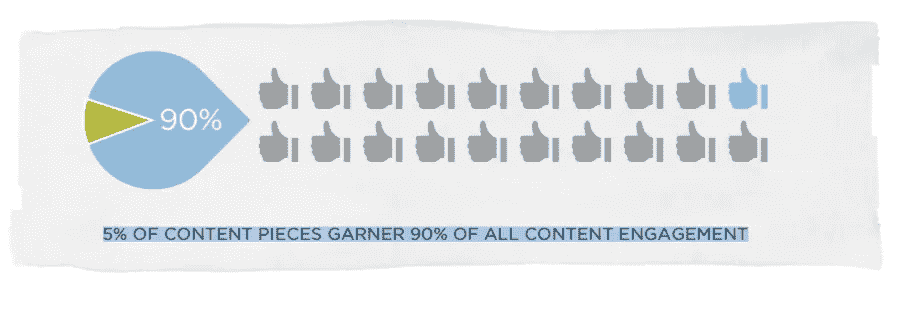 90%
5% OF CONTENT PIECES GARNER 90% OF ALL CONTENT ENGAGEMENT